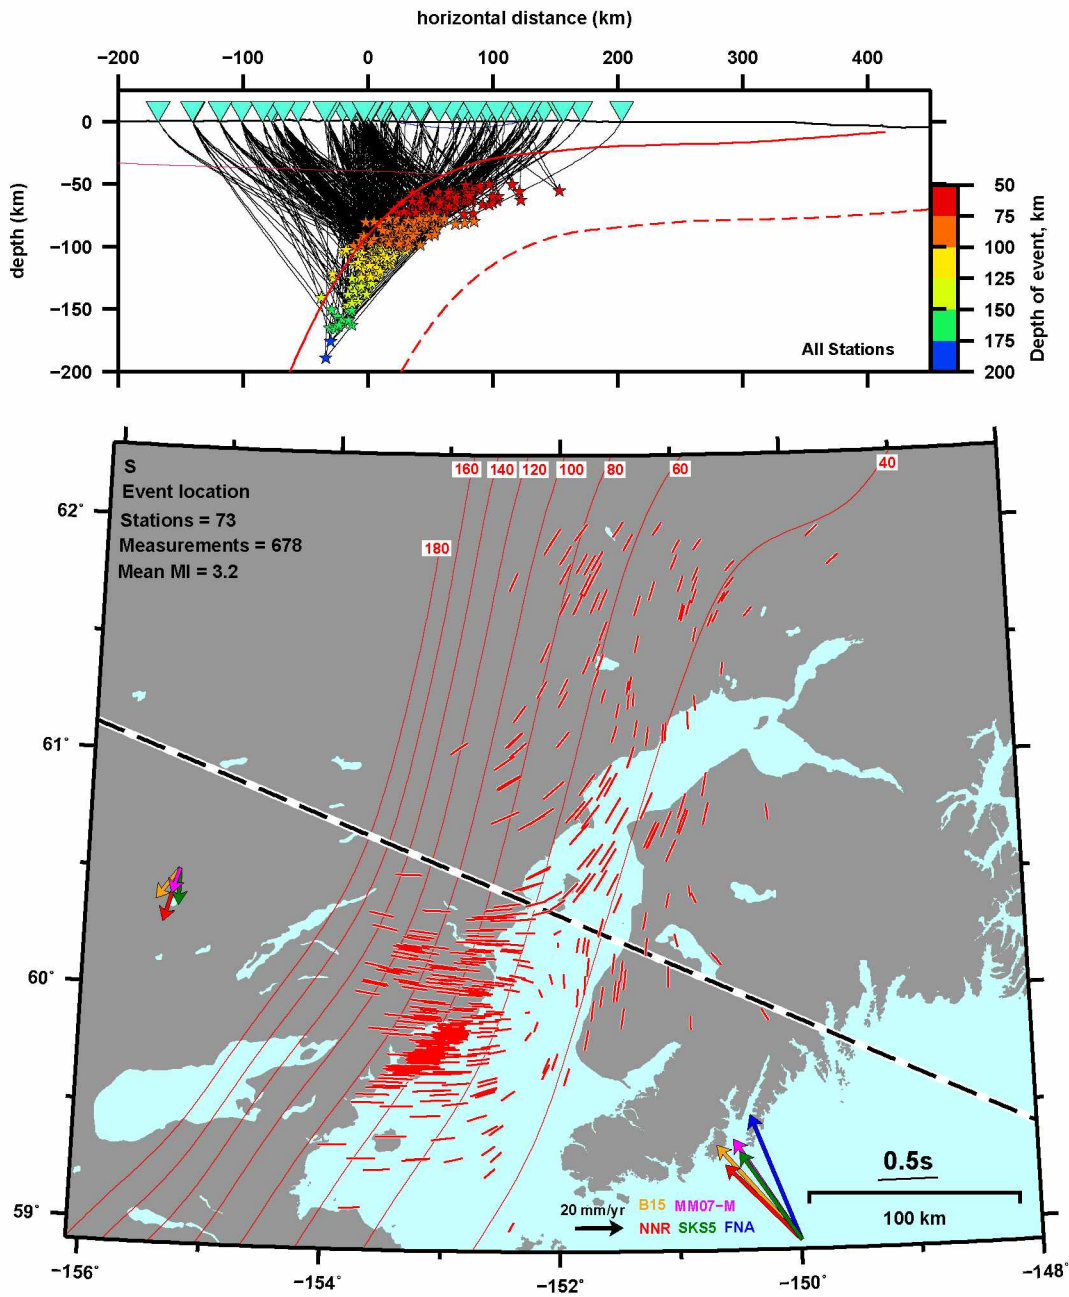 horizontal distance (km)
−200 −100 0 100 200 300 400
depth (km)
0
−50
−100
−150
−200
All Stations
50
75
100
125
150
175
200
Depth of event, km
S
Event location
Stations = 73
Measurements = 678
Mean MI = 3.2
160 140 120 100 80 60 40
180
62˚
61˚
60˚
59˚
0.5s
100 km
20 mm/yr
B15 MM07−M
NNR SKS5 FNA
−156˚ −154˚ −152˚ −150˚ −148˚